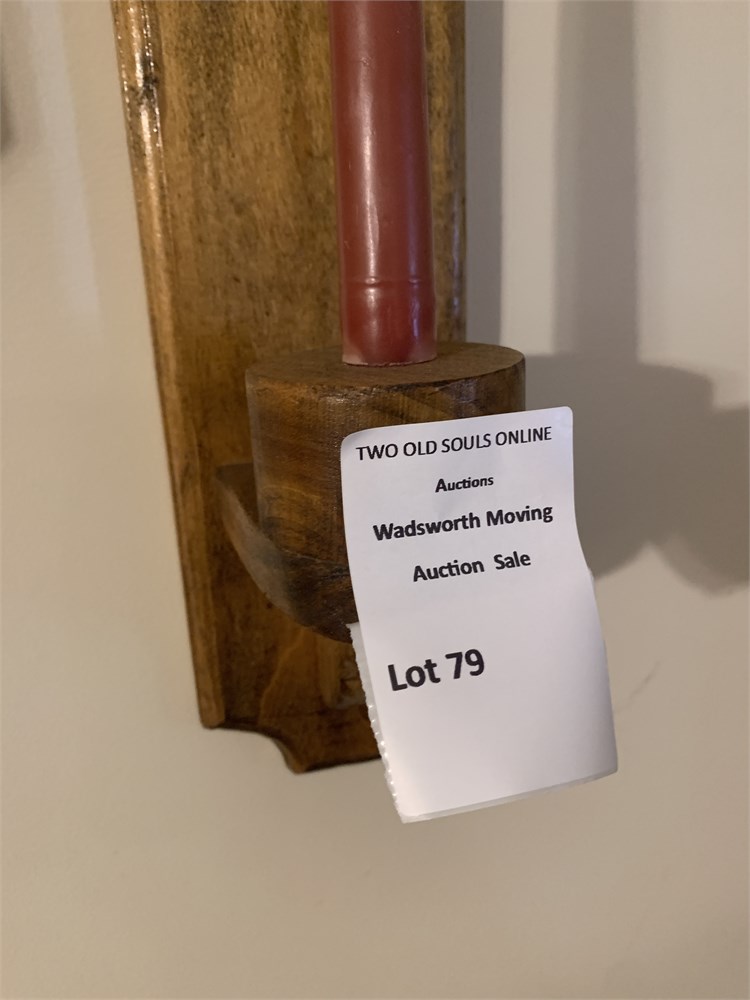 TWO OLD SOULS ONLINE
Auctions
Wadsworth Moving
Auction Sale
Lot 79